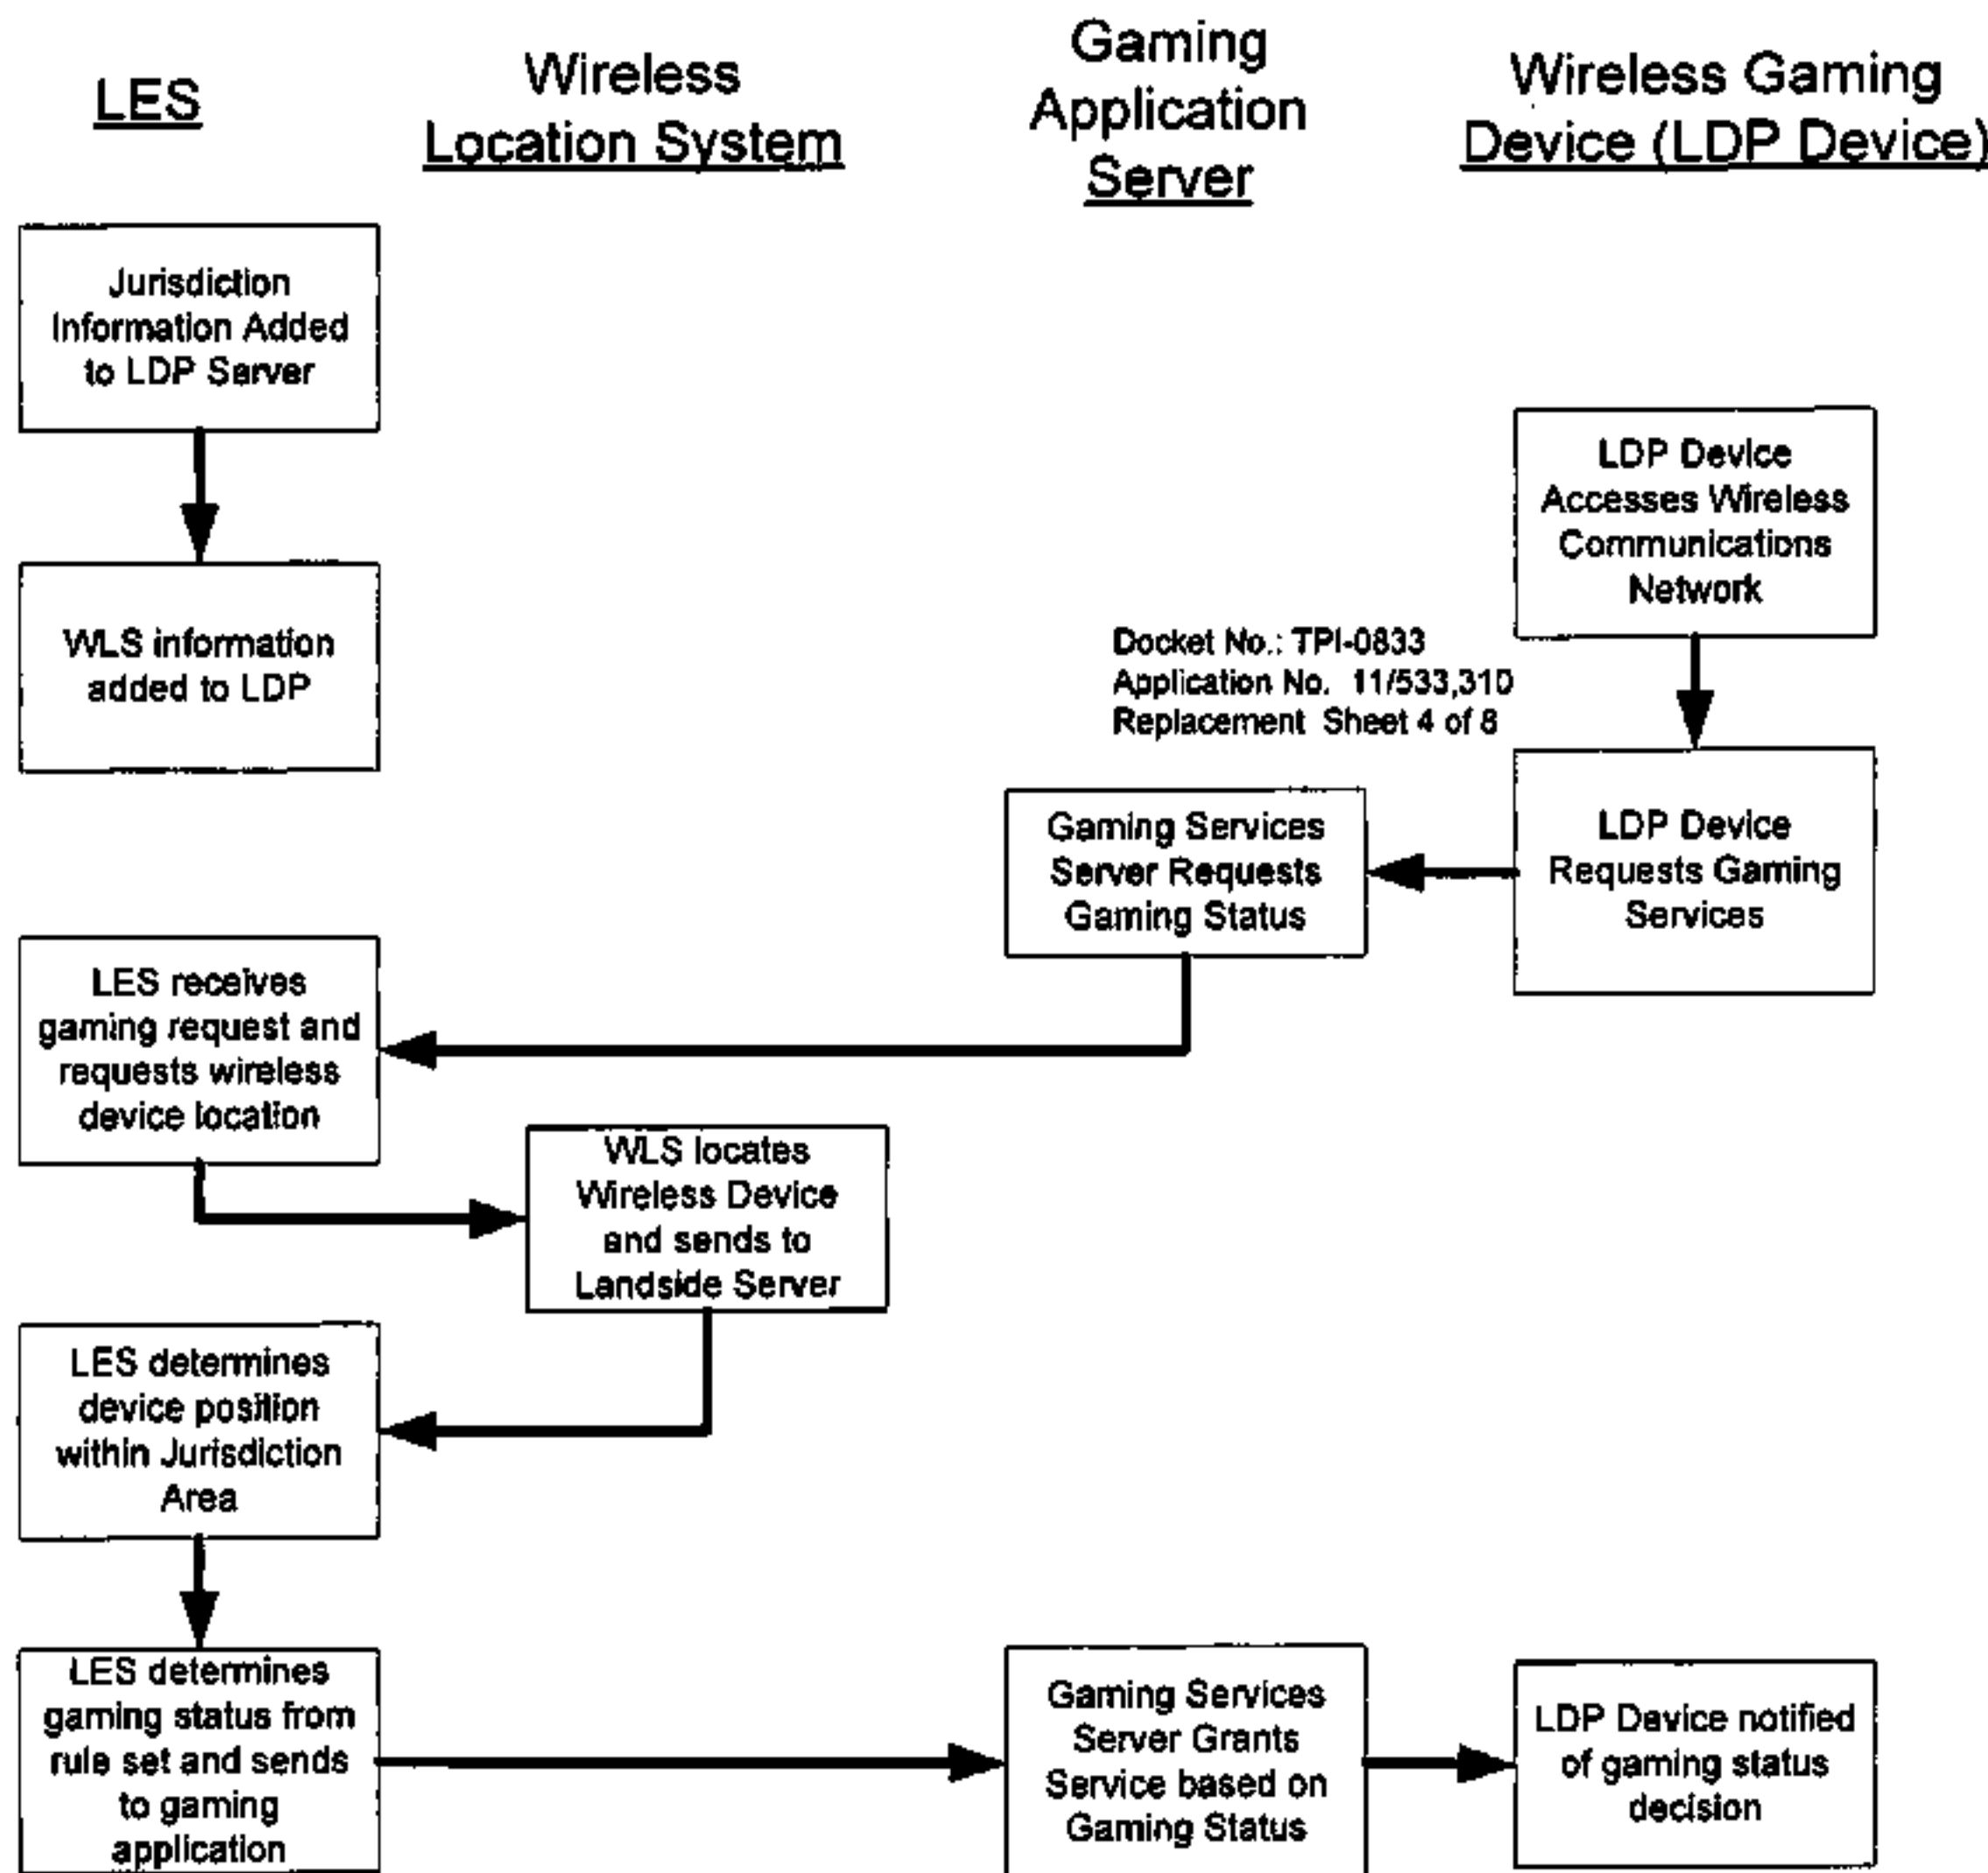 LES
Wireless
Location System
Gaming
Application
Server
Wireless Gaming
Device (LDP Device)
Jurisdiction
Information Added
to LDP Server
WLS information
added to LDP
LDP Device
Accesses Wireless
Communications
Network
Docket No.: TPI-0833
Application No. 11/533,310
Replacement Sheet 4 of 8
LDP Device
Requests Gaming
Services
Gaming Services
Server Requests
Gaming Status
LES receives
gaming request and
requests wireless
device location
WLS locates
Wireless Device
and sends to
Landside Server
LES determines
device position
within Jurisdiction
Area
LES determines
gaming status from
rule set and sends
to gaming
application
Gaming Services
Server Grants
Service based on
Gaming Status
LDP Device notified
of gaming status
decision